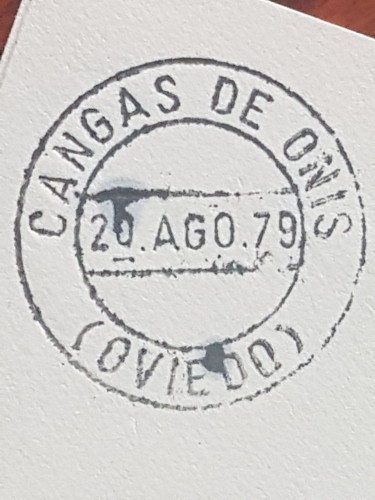 CANGAS DE ONIS
20.AGO.79
(OVIEDO)